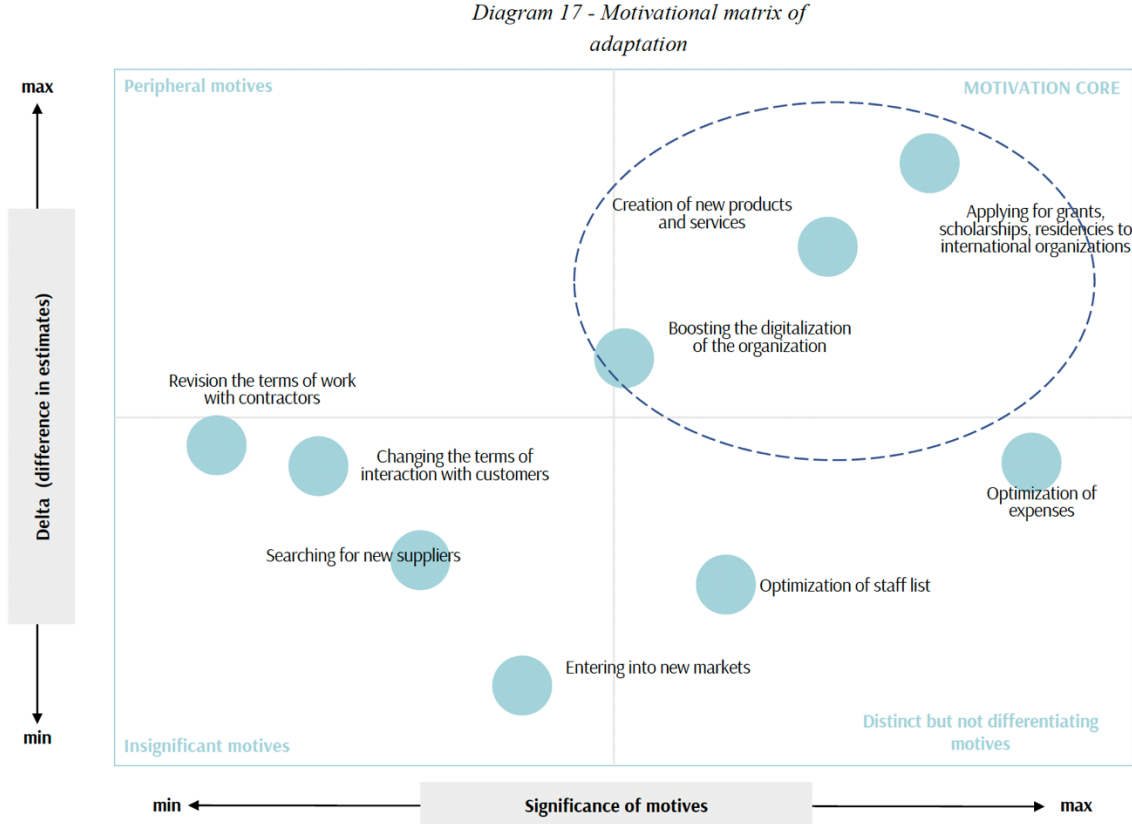 Diagram 17 - Motivational matrix of
adaptation
max
Peripheral motives
MOTIVATION CORE
Creation of new products
and services
Applying for grants,
scholarships, residencies to
international organizations
Boosting the digitalization
of the organization
Revision the terms of work
with contractors
Changing the terms of
interaction with customers
Optimization of
expenses
Searching for new suppliers
Optimization of staff list
Entering into new markets
Delta (difference in estimates)
min
Insignificant motives
Distinct but not differentiating
motives
min
Significance of motives
max